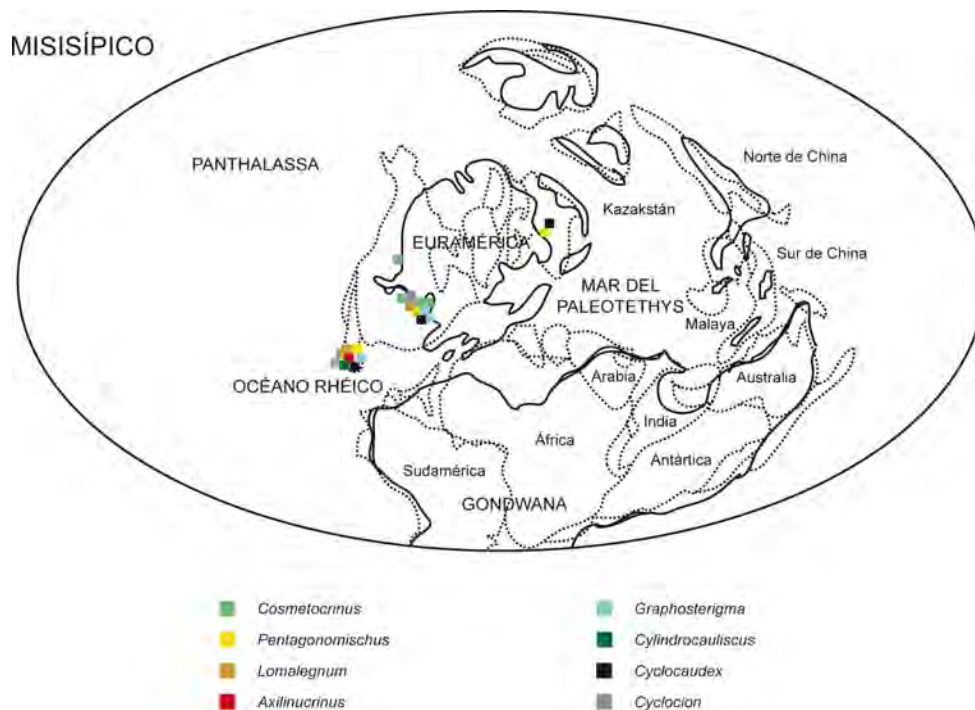 MISISÍPICO
PANTHALASSA
Norte de China
Kazakstán
EURAMÉRICA
Sur de China
MAR DEL
PALEOTETHYS
Malaya
OCÉANO RHÉICO
Arabia
Australia
India
África
Antártica
Sudamérica
GONDWANA
Cosmetocrinus
Pentagonomischus
Lomalegnum
Axilinucrinus
Graphosterigma
Cylindrocauliscus
Cyclocaudex
Cyclocion